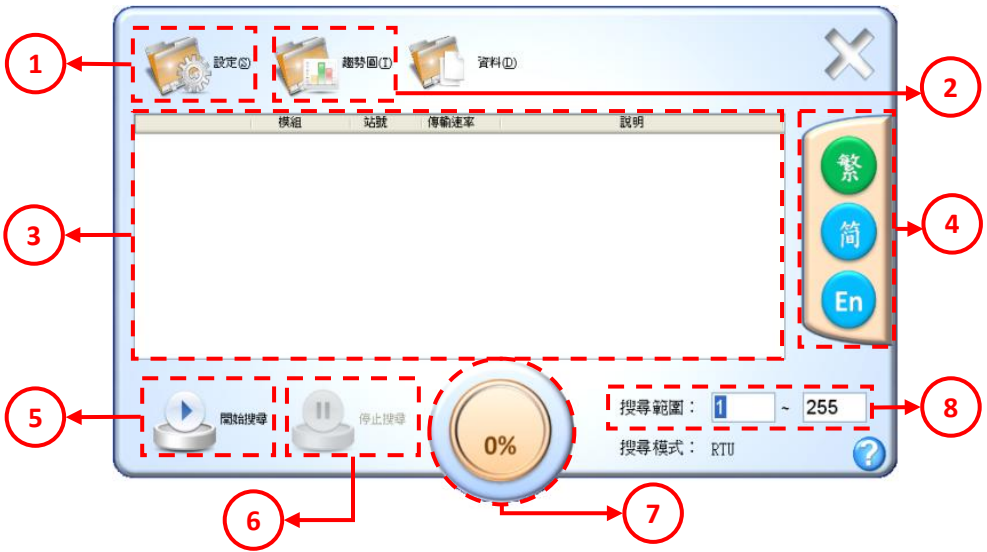 1
設定(S)
趨勢圖(T)
資料(D)
2
模組 站號 傳輸速率 說明
繁
3
简
4
En
5
開始搜尋
停止搜尋
0%
搜尋範圍： 1 ~ 255
8
搜尋模式： RTU
?
6
7